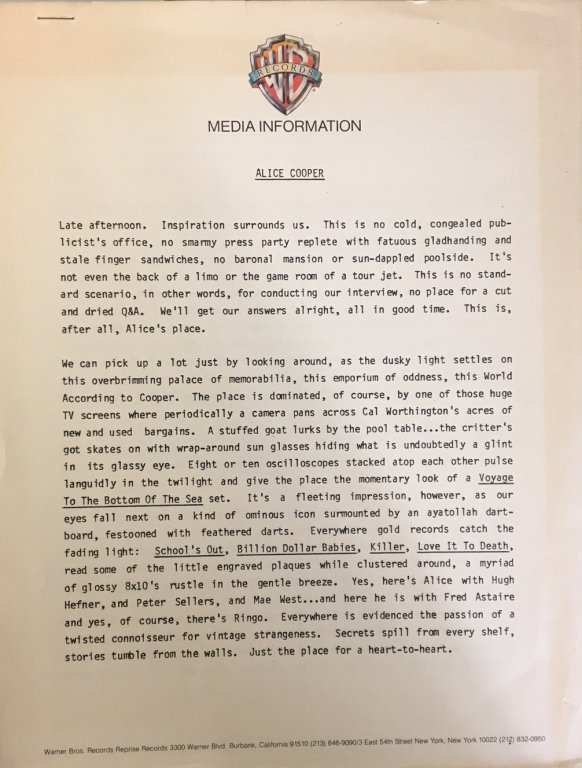 WB
RECORDS
MEDIA INFORMATION
ALICE COOPER
Late afternoon. Inspiration surrounds us. This is no cold, congealed pub-
licist's office, no smarmy press party replete with fatuous gladhanding and
stale finger sandwiches, no baronal mansion or sun-dappled poolside. It's
not even the back of a limo or the game room of a tour jet. This is no stand-
ard scenario, in other words, for conducting our interview, no place for a cut
and dried Q&A. We'll get our answers alright, all in good time. This is,
after all, Alice's place.
We can pick up a lot just by looking around, as the dusky light settles on
this overbrimming palace of memorabilia, this emporium of oddness, this World
According to Cooper. The place is dominated, of course, by one of those huge
TV screens where periodically a camera pans across Cal Worthington's acres of
new and used bargains. A stuffed goat lurks by the pool table...the critter's
got skates on with wrap-around sun glasses hiding what is undoubtedly a glint
in its glassy eye. Eight or ten oscilloscopes stacked atop each other pulse
languidly in the twilight and give the place the momentary look of a Voyage
To The Bottom Of The Sea set. It's a fleeting impression, however, as our
eyes fall next on a kind of ominous icon surmounted by an ayatollah dart-
board, festooned with feathered darts. Everywhere gold records catch the
fading light: School's Out, Billion Dollar Babies, Killer, Love It To Death,
read some of the little engraved plaques while clustered around, a myriad
of glossy 8x10's rustle in the gentle breeze. Yes, here's Alice with Hugh
Hefner, and Peter Sellers, and Mae West...and here he is with Fred Astaire
and yes, of course, there's Ringo. Everywhere is evidenced the passion of a
twisted connoisseur for vintage strangeness. Secrets spill from every shelf,
stories tumble from the walls. Just the place for a heart-to-heart.
Warner Bros. Records Reprise Records 3300 Warner Blvd. Burbank, California 91510 (213) 846-9090/3 East 54th Street New York, New York 10022 (212) 832-0950